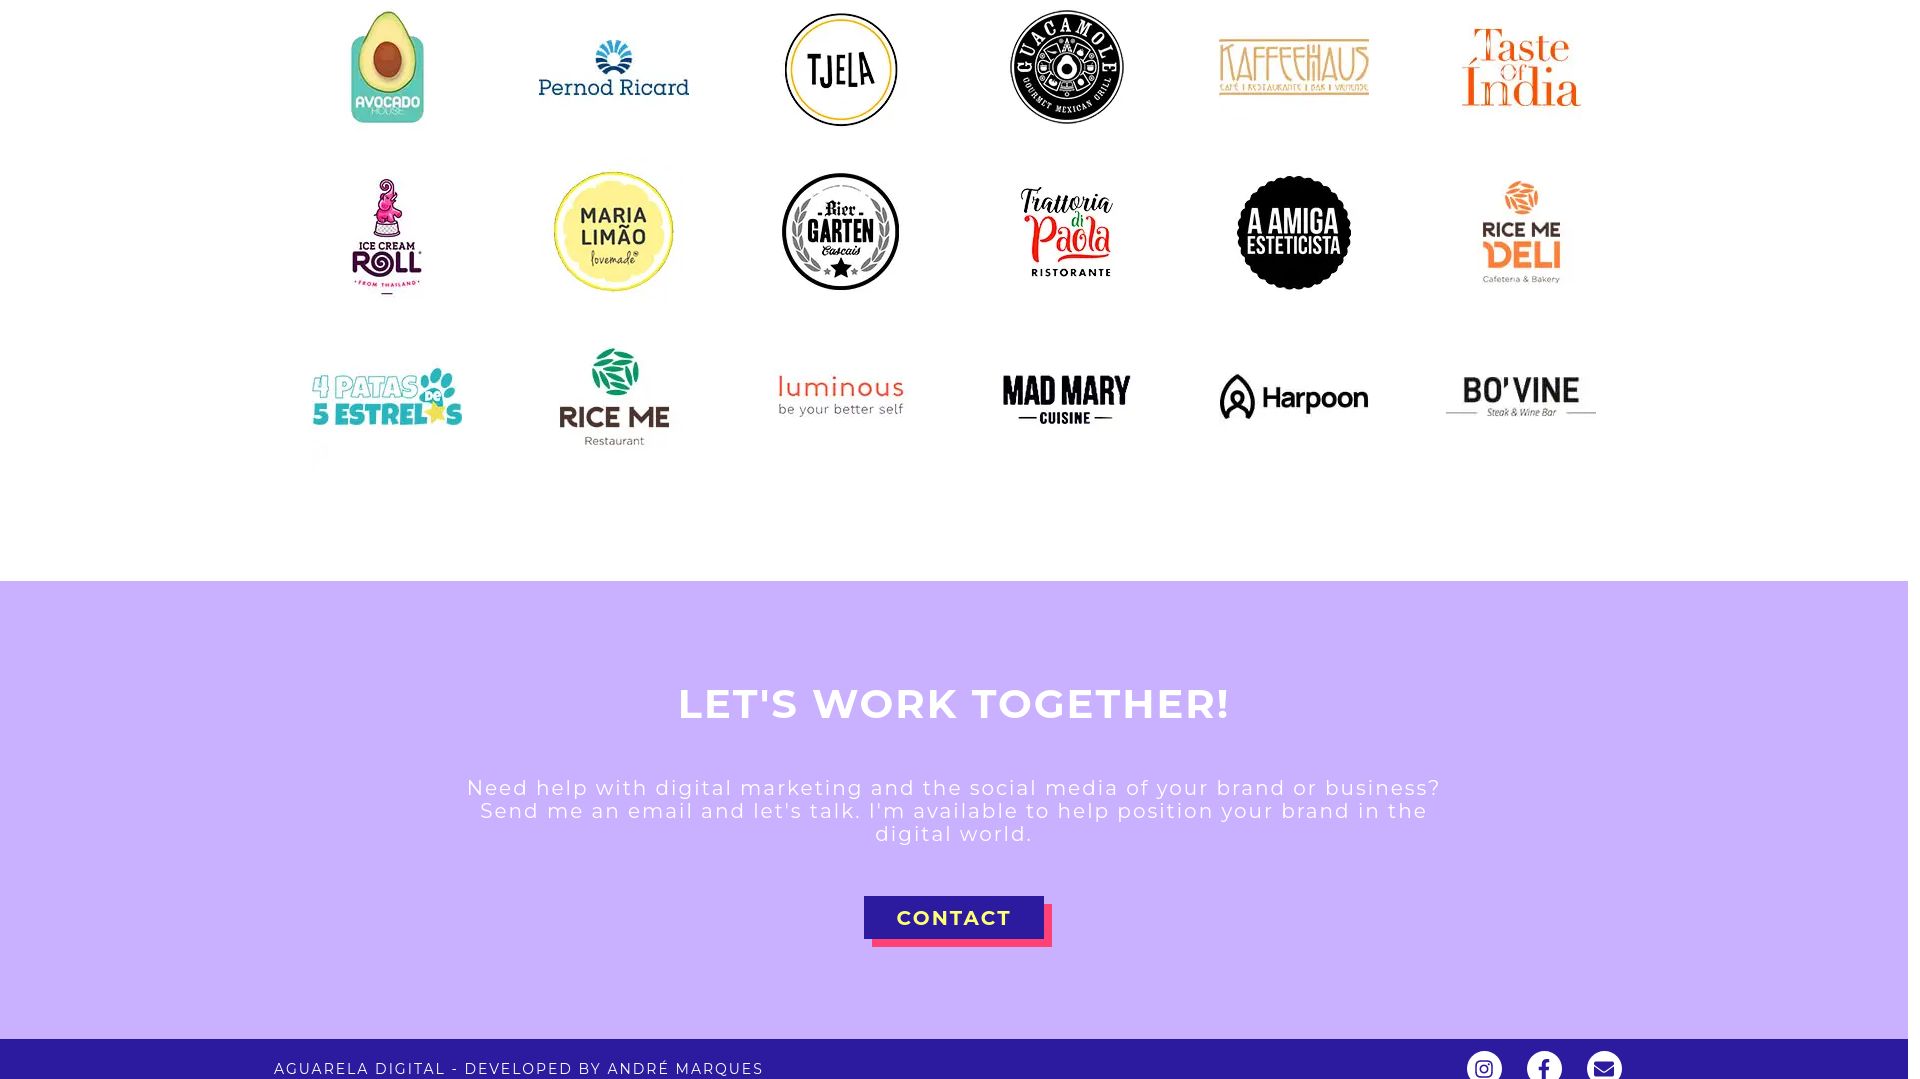 AVOCADO
HOUSE
Pernod Ricard
TJELA
GUACAMOLE
GOURMET MEXICAN GRILL
KAFFEEHAUS
CAFÉ | RESTAURANTE | BAR | VIENENSE
Taste
of
Índia
ICE CREAM
ROLL
FROM THAILAND
MARIA
LIMÃO
lovemade
Bier
GARTEN
Cascais
Trattoria
di
Paola
RISTORANTE
A AMIGA
ESTETICISTA
RICE ME
DELI
Cafeteria & Bakery
4 PATAS
DE
5 ESTRELAS
RICE ME
Restaurant
luminous
be your better self
MAD MARY
CUISINE
Harpoon
BO'VINE
Steak & Wine Bar
LET'S WORK TOGETHER!
Need help with digital marketing and the social media of your brand or business?
Send me an email and let's talk. I'm available to help position your brand in the
digital world.
CONTACT
AGUARELA DIGITAL - DEVELOPED BY ANDRÉ MARQUES